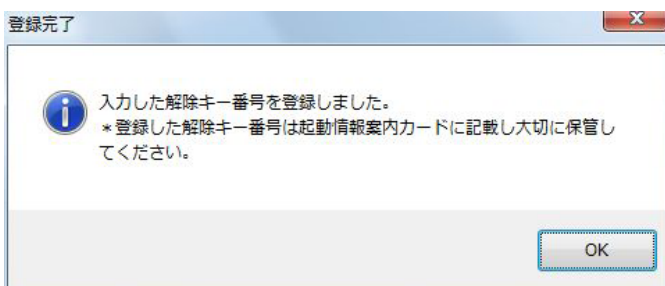 登録完了
入力した解除キー番号を登録しました。
＊登録した解除キー番号は起動情報案内カードに記載し大切に保管し
てください。
OK